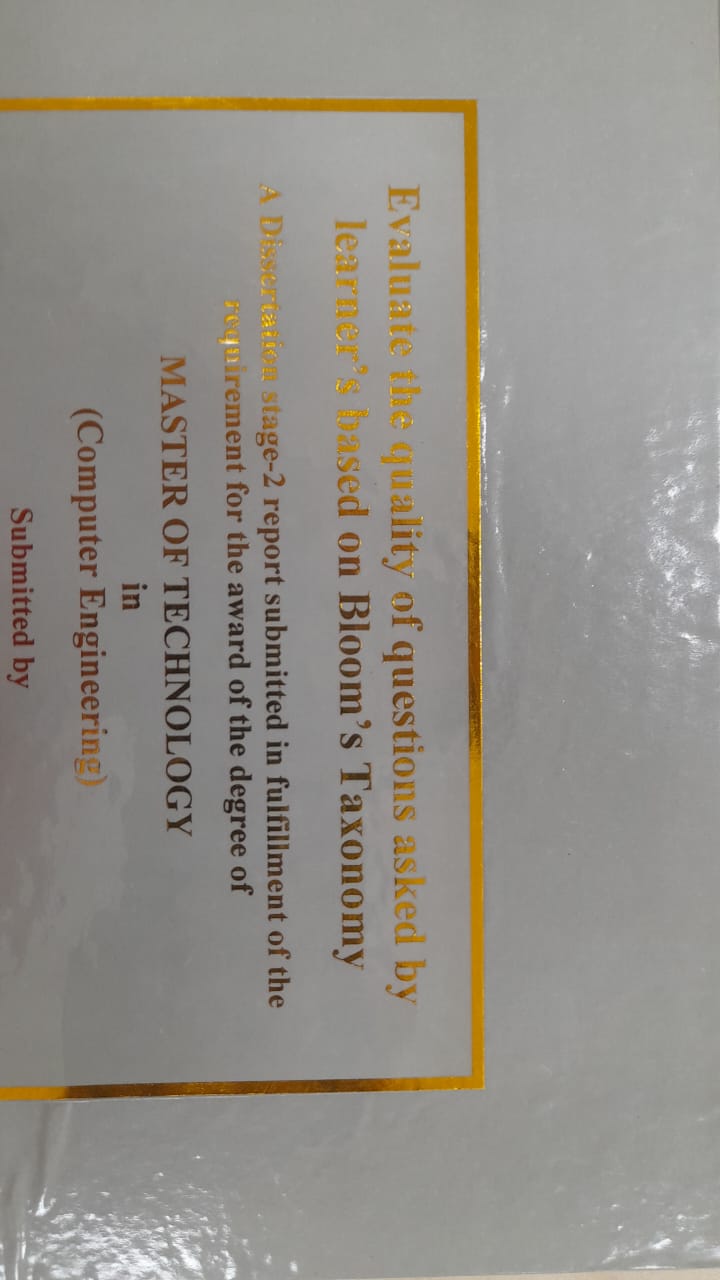 Evaluate the quality of questions asked by
learner's based on Bloom's Taxonomy
A Dissertation stage-2 report submitted in fulfillment of the
requirement for the award of the degree of
MASTER OF TECHNOLOGY
in
(Computer Engineering)
Submitted by